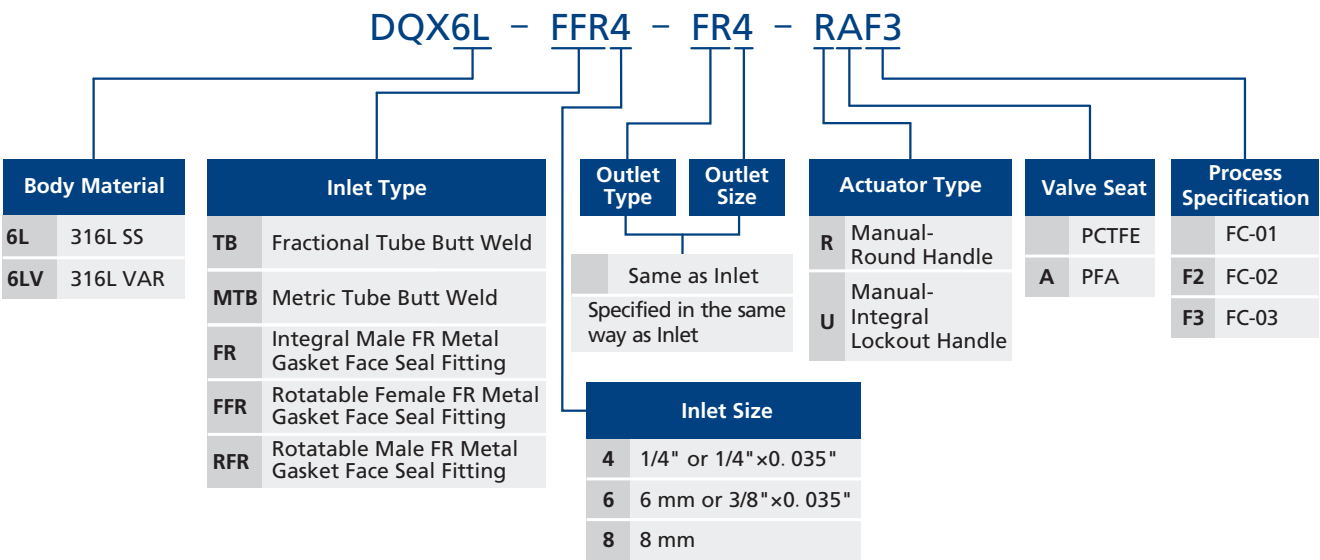 DQX6L – FFR4 – FR4 – RAF3
Body Material
6L 316L SS
6LV 316L VAR
Inlet Type
TB Fractional Tube Butt Weld
MTB Metric Tube Butt Weld
FR Integral Male FR Metal
Gasket Face Seal Fitting
FFR Rotatable Female FR Metal
Gasket Face Seal Fitting
RFR Rotatable Male FR Metal
Gasket Face Seal Fitting
Outlet
Type
Outlet
Size
Same as Inlet
Specified in the same
way as Inlet
Inlet Size
4 1/4" or 1/4"×0. 035"
6 6 mm or 3/8"×0. 035"
8 8 mm
Actuator Type
R Manual-
Round Handle
U Manual-
Integral
Lockout Handle
Valve Seat
PCTFE
A PFA
Process
Specification
FC-01
F2 FC-02
F3 FC-03